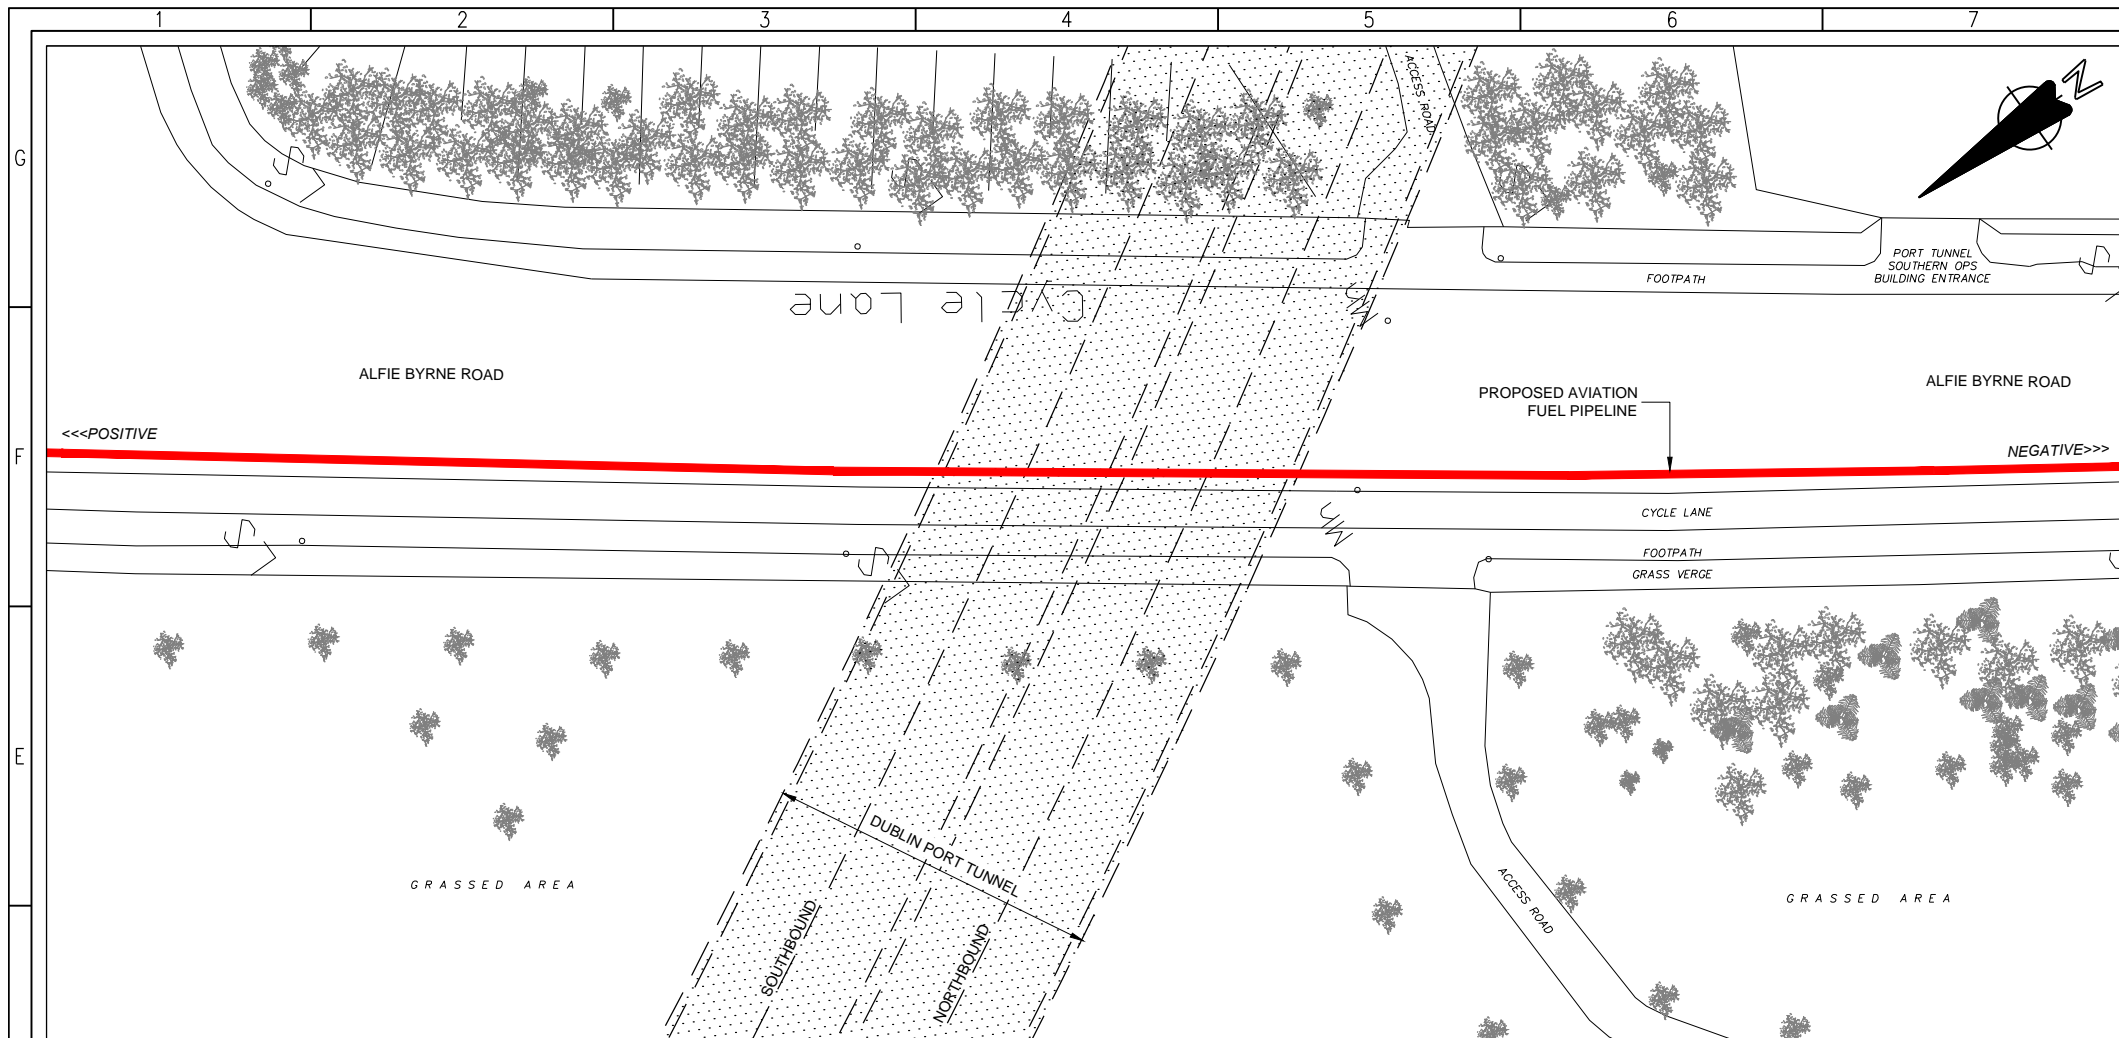 1 2 3 4 5 6 7
G
F
E
N
ACCESS ROAD
PORT TUNNEL
SOUTHERN OPS
BUILDING ENTRANCE
FOOTPATH
Cycle Lane
ALFIE BYRNE ROAD
ALFIE BYRNE ROAD
PROPOSED AVIATION
FUEL PIPELINE
<<<POSITIVE
NEGATIVE>>>
CYCLE LANE
FOOTPATH
GRASS VERGE
DUBLIN PORT TUNNEL
GRASSED AREA
GRASSED AREA
ACCESS ROAD
SOUTHBOUND
NORTHBOUND